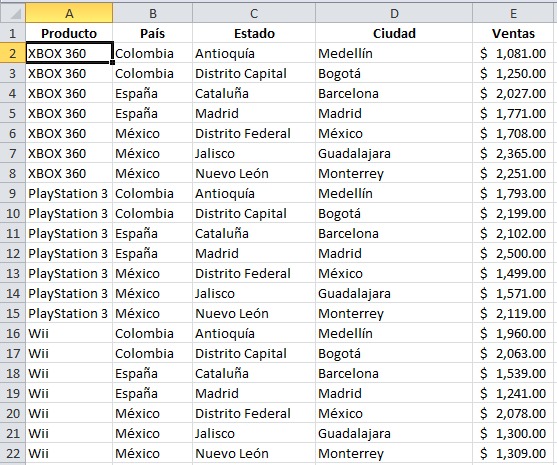 A B C D E
1 Producto País Estado Ciudad Ventas
2 XBOX 360 Colombia Antioquía Medellín $ 1,081.00
3 XBOX 360 Colombia Distrito Capital Bogotá $ 1,250.00
4 XBOX 360 España Cataluña Barcelona $ 2,027.00
5 XBOX 360 España Madrid Madrid $ 1,771.00
6 XBOX 360 México Distrito Federal México $ 1,708.00
7 XBOX 360 México Jalisco Guadalajara $ 2,365.00
8 XBOX 360 México Nuevo León Monterrey $ 2,251.00
9 PlayStation 3 Colombia Antioquía Medellín $ 1,793.00
10 PlayStation 3 Colombia Distrito Capital Bogotá $ 2,199.00
11 PlayStation 3 España Cataluña Barcelona $ 2,102.00
12 PlayStation 3 España Madrid Madrid $ 2,500.00
13 PlayStation 3 México Distrito Federal México $ 1,499.00
14 PlayStation 3 México Jalisco Guadalajara $ 1,571.00
15 PlayStation 3 México Nuevo León Monterrey $ 2,119.00
16 Wii Colombia Antioquía Medellín $ 1,960.00
17 Wii Colombia Distrito Capital Bogotá $ 2,063.00
18 Wii España Cataluña Barcelona $ 1,539.00
19 Wii España Madrid Madrid $ 1,241.00
20 Wii México Distrito Federal México $ 2,078.00
21 Wii México Jalisco Guadalajara $ 1,300.00
22 Wii México Nuevo León Monterrey $ 1,309.00